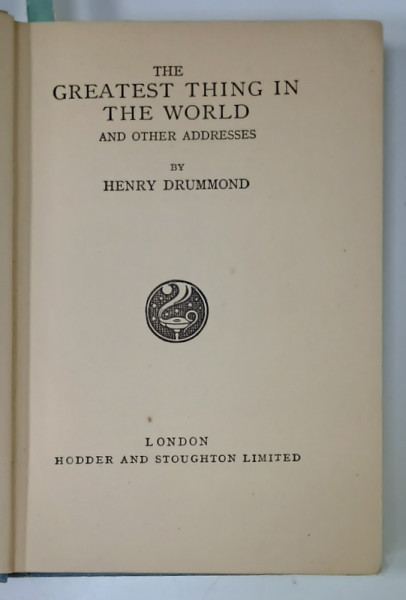 THE
GREATEST THING IN
THE WORLD
AND OTHER ADDRESSES
BY
HENRY DRUMMOND
LONDON
HODDER AND STOUGHTON LIMITED